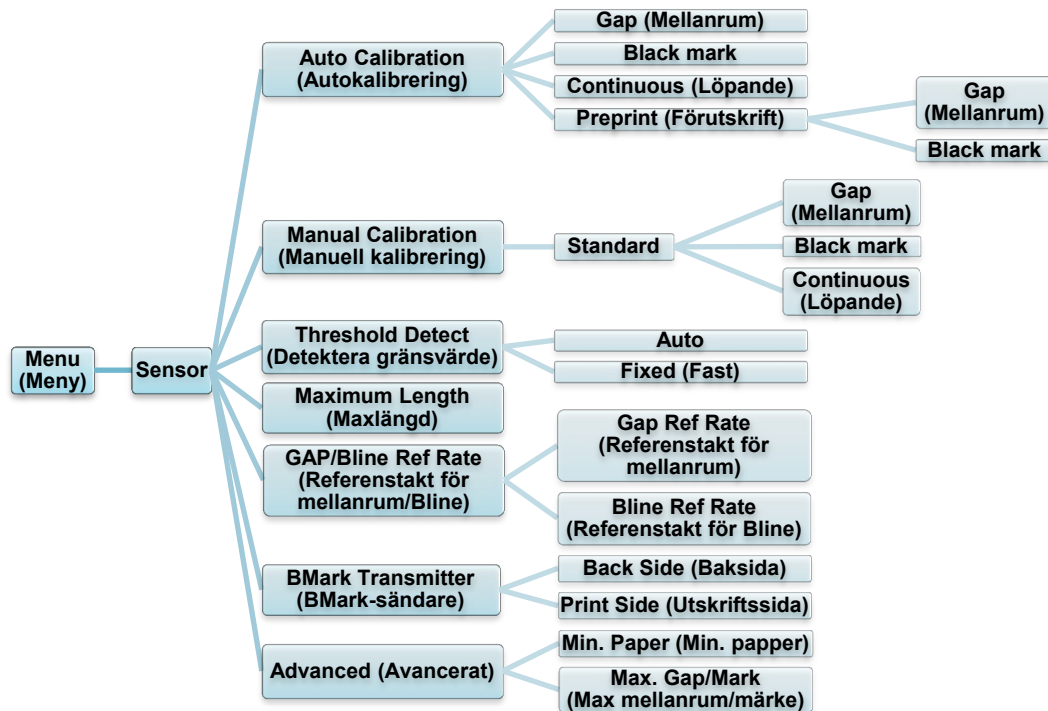 Menu
(Meny)
Sensor
Auto Calibration
(Autokalibrering)
Gap (Mellanrum)
Black mark
Continuous (Löpande)
Preprint (Förutskrift)
Gap
(Mellanrum)
Black mark
Manual Calibration
(Manuell kalibrering)
Standard
Gap
(Mellanrum)
Black mark
Continuous
(Löpande)
Threshold Detect
(Detektera gränsvärde)
Auto
Fixed (Fast)
Maximum Length
(Maxlängd)
GAP/Bline Ref Rate
(Referenstakt för
mellanrum/Bline)
Gap Ref Rate
(Referenstakt för
mellanrum)
Bline Ref Rate
(Referenstakt för Bline)
BMark Transmitter
(BMark-sändare)
Back Side (Baksida)
Print Side (Utskriftssida)
Advanced (Avancerat)
Min. Paper (Min. papper)
Max. Gap/Mark
(Max mellanrum/märke)